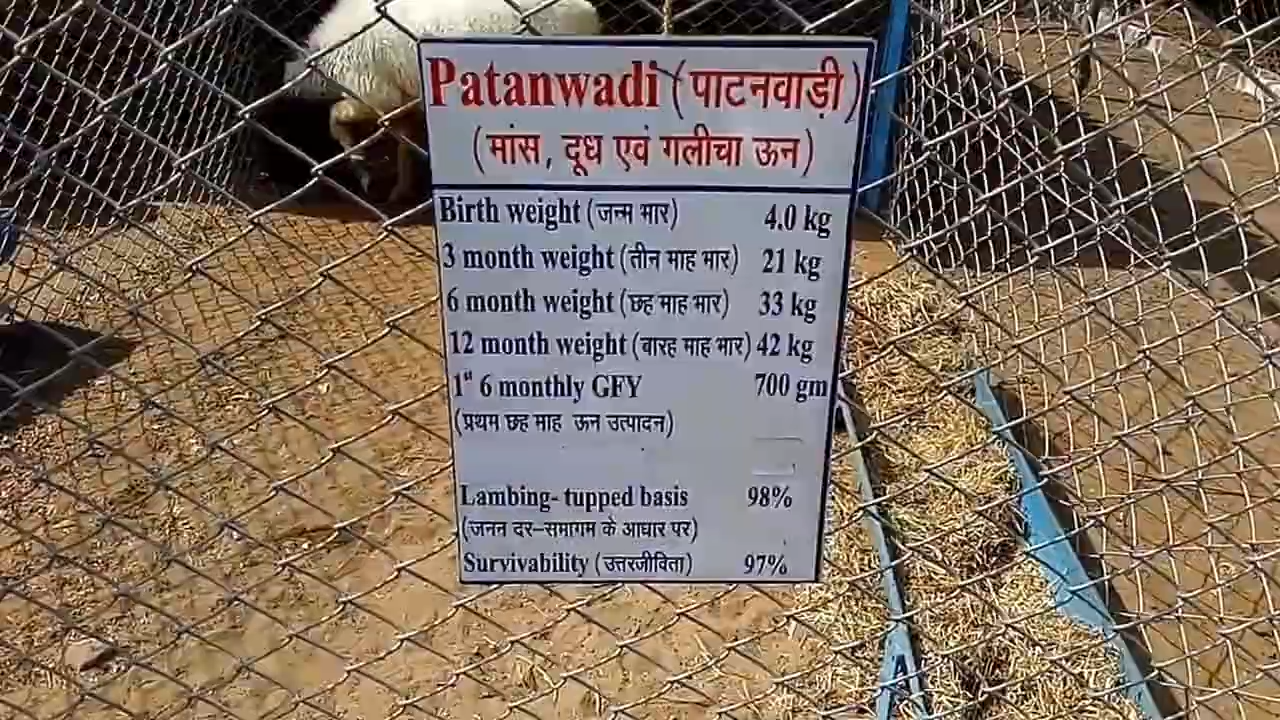 Patanwadi (पाटनवाड़ी)
(मांस, दूध एवं गलीचा ऊन)
Birth weight (जन्म भार) 4.0 kg
3 month weight (तीन माह भार) 21 kg
6 month weight (छह माह भार) 33 kg
12 month weight (बारह माह भार) 42 kg
1st 6 monthly GFY 700 gm
(प्रथम छह माह ऊन उत्पादन)
Lambing- tupped basis 98%
(जनन दर-समागम के आधार पर)
Survivability (उत्तरजीविता) 97%
A